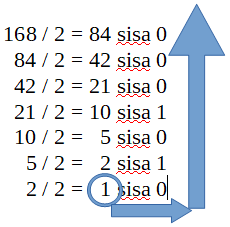 168 / 2 = 84 sisa 0
84 / 2 = 42 sisa 0
42 / 2 = 21 sisa 0
21 / 2 = 10 sisa 1
10 / 2 = 5 sisa 0
5 / 2 = 2 sisa 1
2 / 2 = 1 sisa 0